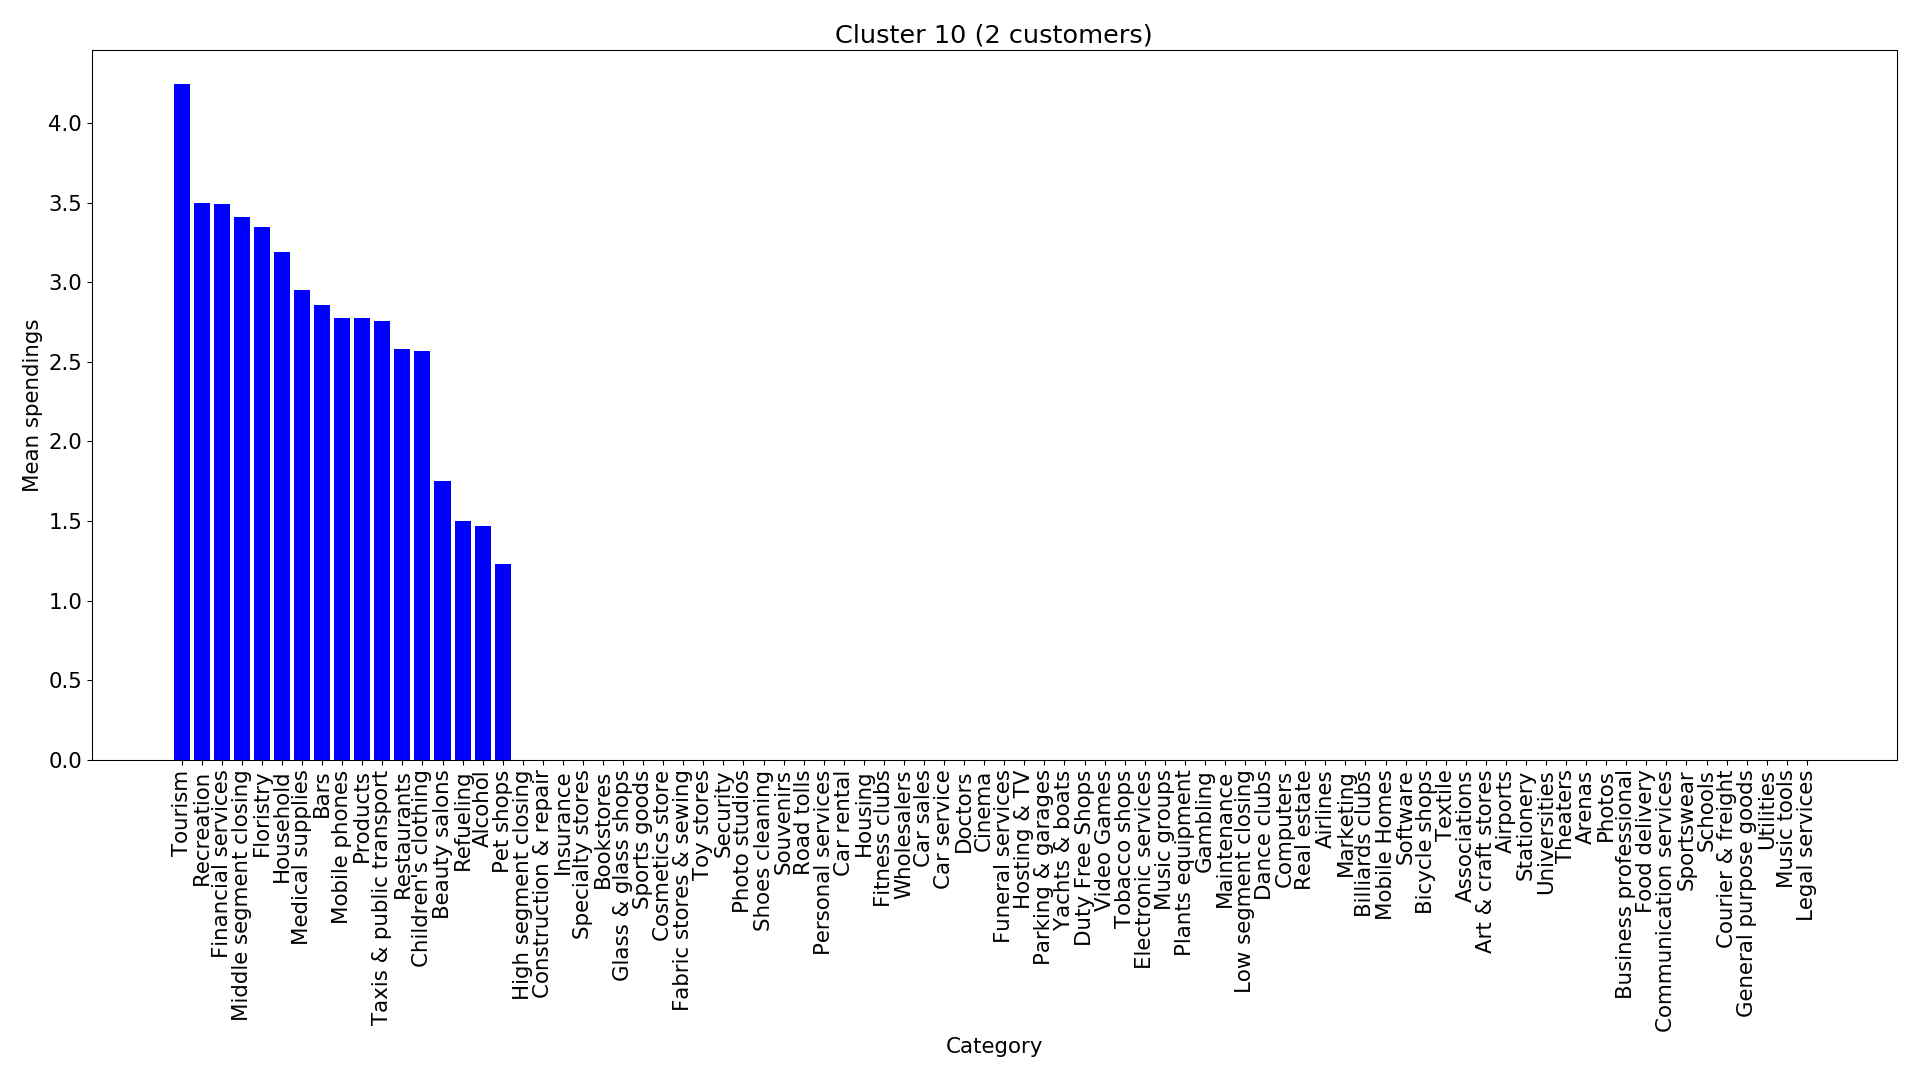 Cluster 10 (2 customers)
Mean spendings
4.0
3.5
3.0
2.5
2.0
1.5
1.0
0.5
0.0
Tourism
Recreation
Financial services
Middle segment closing
Floristry
Household
Medical supplies
Bars
Mobile phones
Products
Taxis & public transport
Restaurants
Children's clothing
Beauty salons
Refueling
Alcohol
Pet shops
High segment closing
Construction & repair
Insurance
Specialty stores
Bookstores
Glass & glass shops
Sports goods
Cosmetics store
Fabric stores & sewing
Toy stores
Security
Photo studios
Shoes cleaning
Souvenirs
Road tolls
Personal services
Car rental
Housing
Fitness clubs
Wholesalers
Car sales
Car service
Doctors
Cinema
Funeral services
Hosting & TV
Parking & garages
Yachts & boats
Duty Free Shops
Video Games
Tobacco shops
Electronic services
Music groups
Plants equipment
Gambling
Maintenance
Low segment closing
Dance clubs
Computers
Real estate
Airlines
Marketing
Billiards clubs
Mobile Homes
Software
Bicycle shops
Textile
Associations
Art & craft stores
Airports
Stationery
Universities
Theaters
Arenas
Photos
Business professional
Food delivery
Communication services
Sportswear
Schools
Courier & freight
General purpose goods
Utilities
Music tools
Legal services
Category